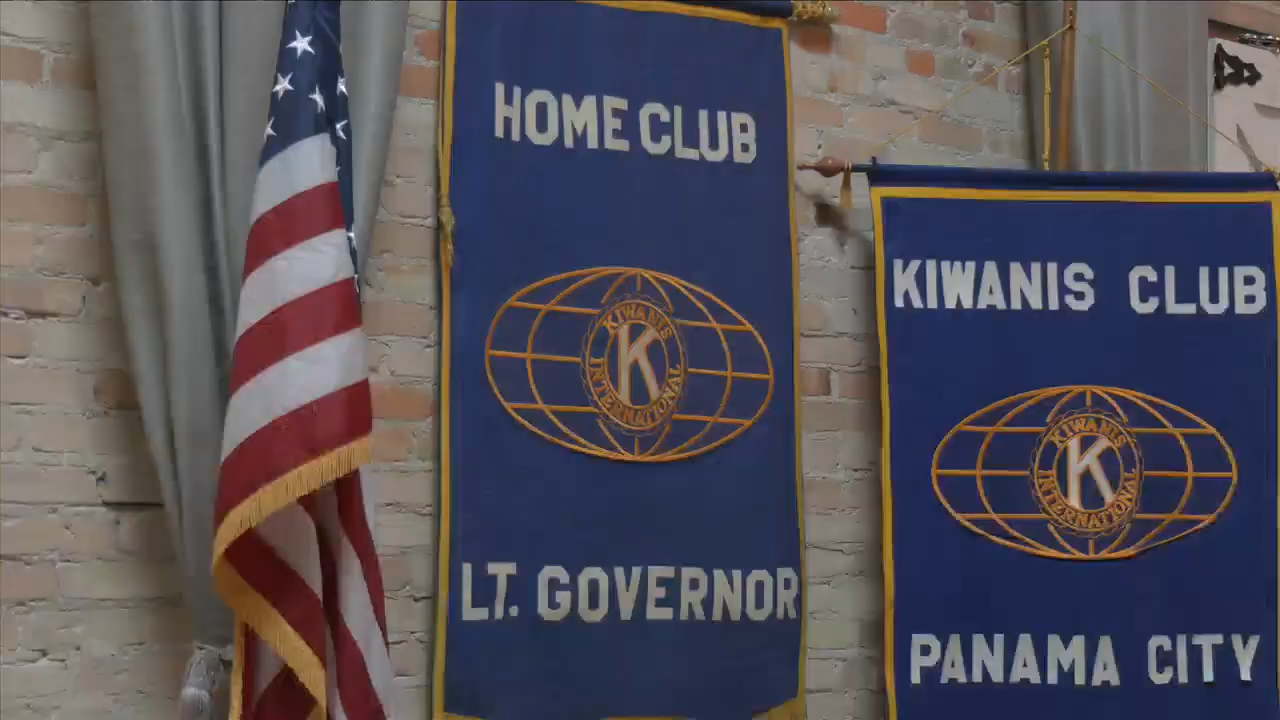 HOME CLUB
KIWANIS
K
INTERNATIONAL
LT. GOVERNOR
KIWANIS CLUB
KIWANIS
K
INTERNATIONAL
PANAMA CITY